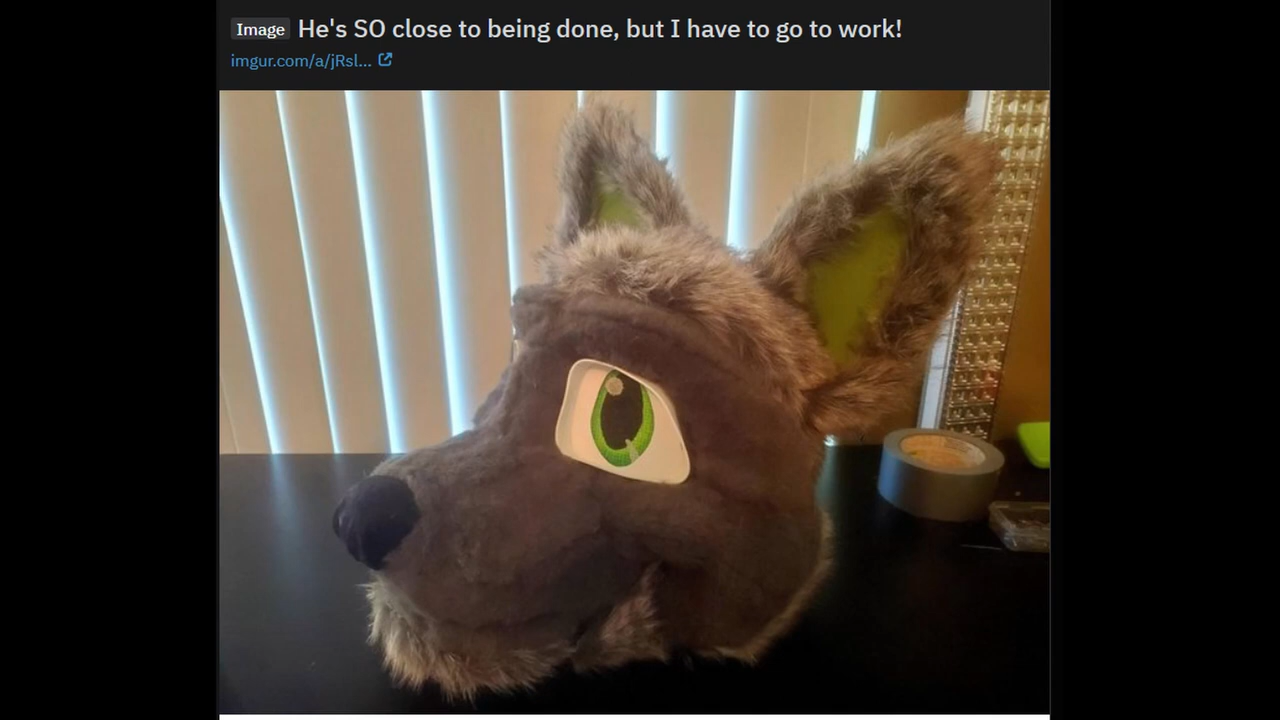 Image He's SO close to being done, but I have to go to work!
imgur.com/a/jRsl...